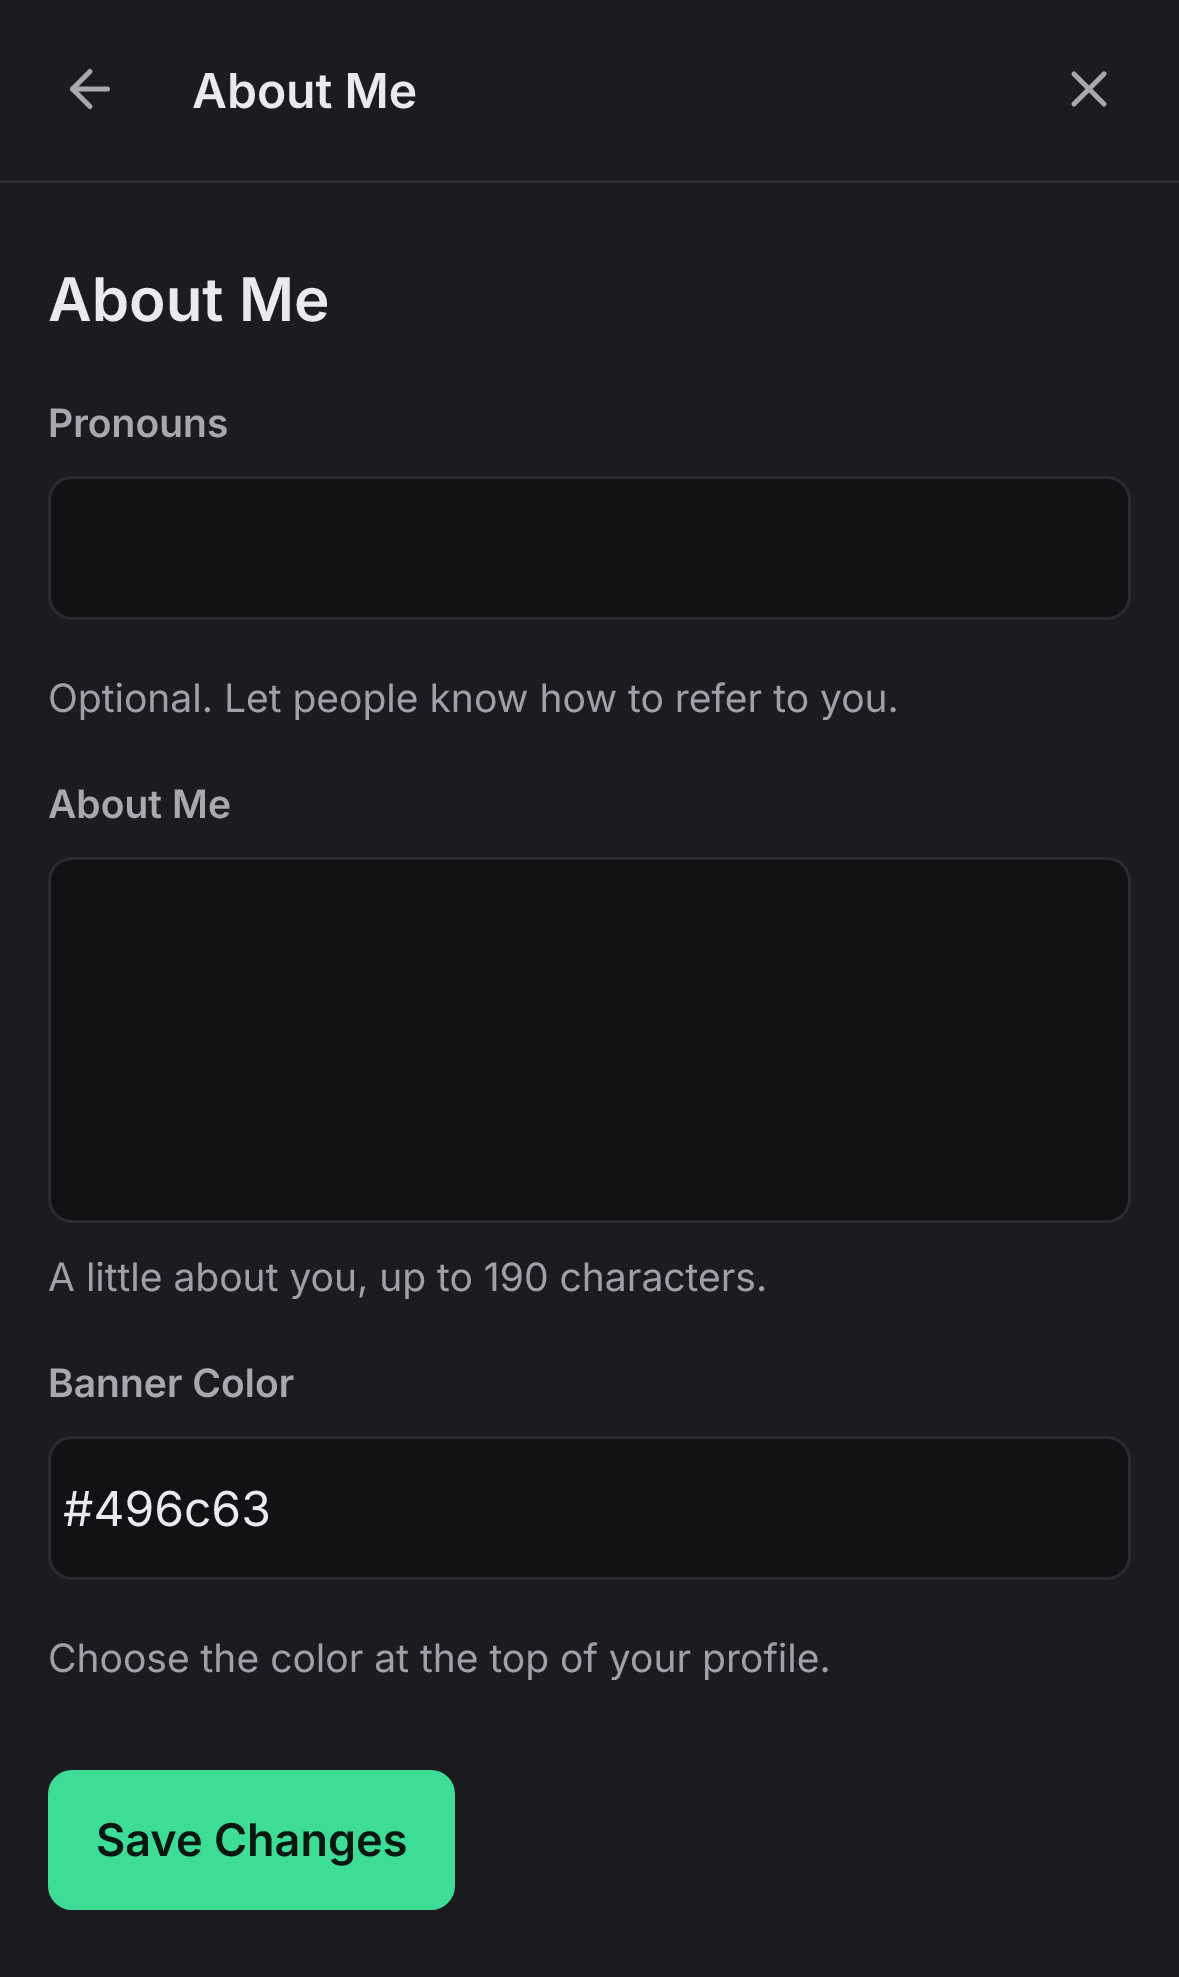 About Me
About Me
Pronouns
Optional. Let people know how to refer to you.
About Me
A little about you, up to 190 characters.
Banner Color
#496c63
Choose the color at the top of your profile.
Save Changes